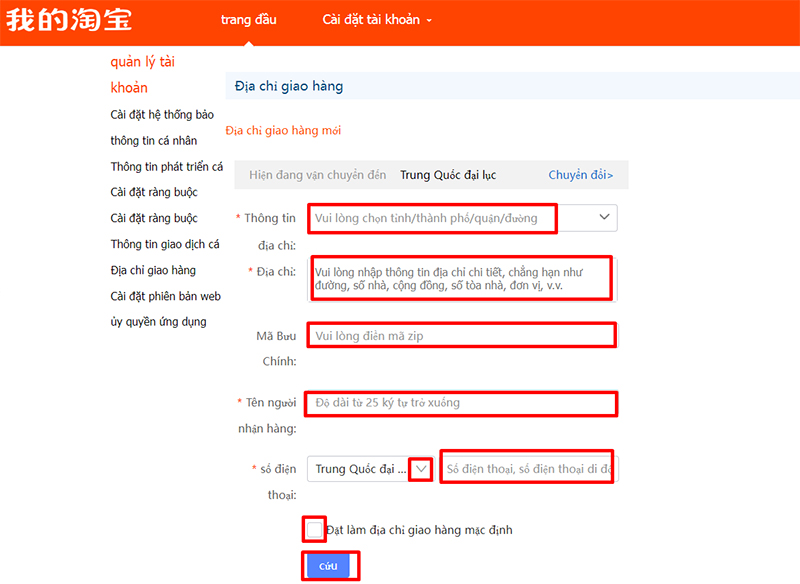 我的淘宝
trang đầu
Cài đặt tài khoản
quản lý tài
khoản
Cài đặt hệ thống bảo
thông tin cá nhân
Thông tin phát triển cá
Cài đặt ràng buộc
Cài đặt ràng buộc
Thông tin giao dịch cá
Địa chỉ giao hàng
Cài đặt phiên bản web
ủy quyền ứng dụng
Địa chỉ giao hàng
Địa chỉ giao hàng mới
Hiện đang vận chuyển đến Trung Quốc đại lục Chuyển đổi>
* Thông tin Vui lòng chọn tỉnh/thành phố/quận/đường
địa chỉ:
* Địa chỉ: Vui lòng nhập thông tin địa chỉ chi tiết, chẳng hạn như
đường, số nhà, cộng đồng, số tòa nhà, đơn vị, v.v.
Mã Bưu Vui lòng điền mã zip
Chính:
* Tên người Độ dài từ 25 ký tự trở xuống
nhận hàng:
* số điện Trung Quốc đại ... Số điện thoại, số điện thoại di độ
thoại:
Đặt làm địa chỉ giao hàng mặc định
cứu